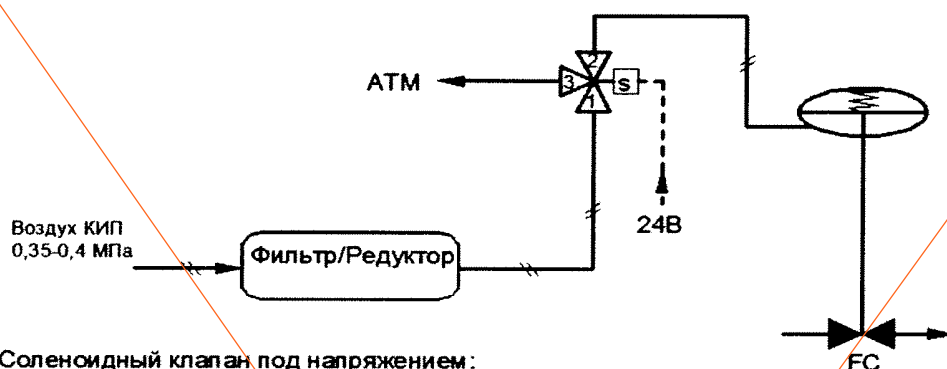 АТМ
2
3
1
s
24В
Воздух КИП
0,35-0,4 МПа
Фильтр/Редуктор
Соленоидный клапан под напряжением:
FC